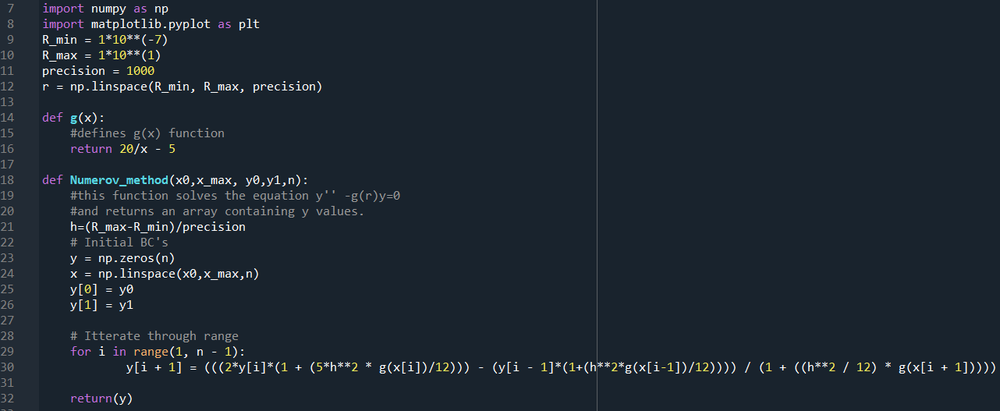 7 import numpy as np
8 import matplotlib.pyplot as plt
9 R_min = 1*10**(-7)
10 R_max = 1*10**(1)
11 precision = 1000
12 r = np.linspace(R_min, R_max, precision)
13
14 def g(x):
15     #defines g(x) function
16     return 20/x - 5
17
18 def Numerov_method(x0,x_max, y0,y1,n):
19     #this function solves the equation y'' -g(r)y=0
20     #and returns an array containing y values.
21     h=(R_max-R_min)/precision
22     # Initial BC's
23     y = np.zeros(n)
24     x = np.linspace(x0,x_max,n)
25     y[0] = y0
26     y[1] = y1
27
28     # Itterate through range
29     for i in range(1, n - 1):
30             y[i + 1] = (((2*y[i]*(1 + (5*h**2 * g(x[i])/12))) - (y[i - 1]*(1+(h**2*g(x[i-1])/12)))) / (1 + ((h**2 / 12) * g(x[i + 1]))))
31
32     return(y)